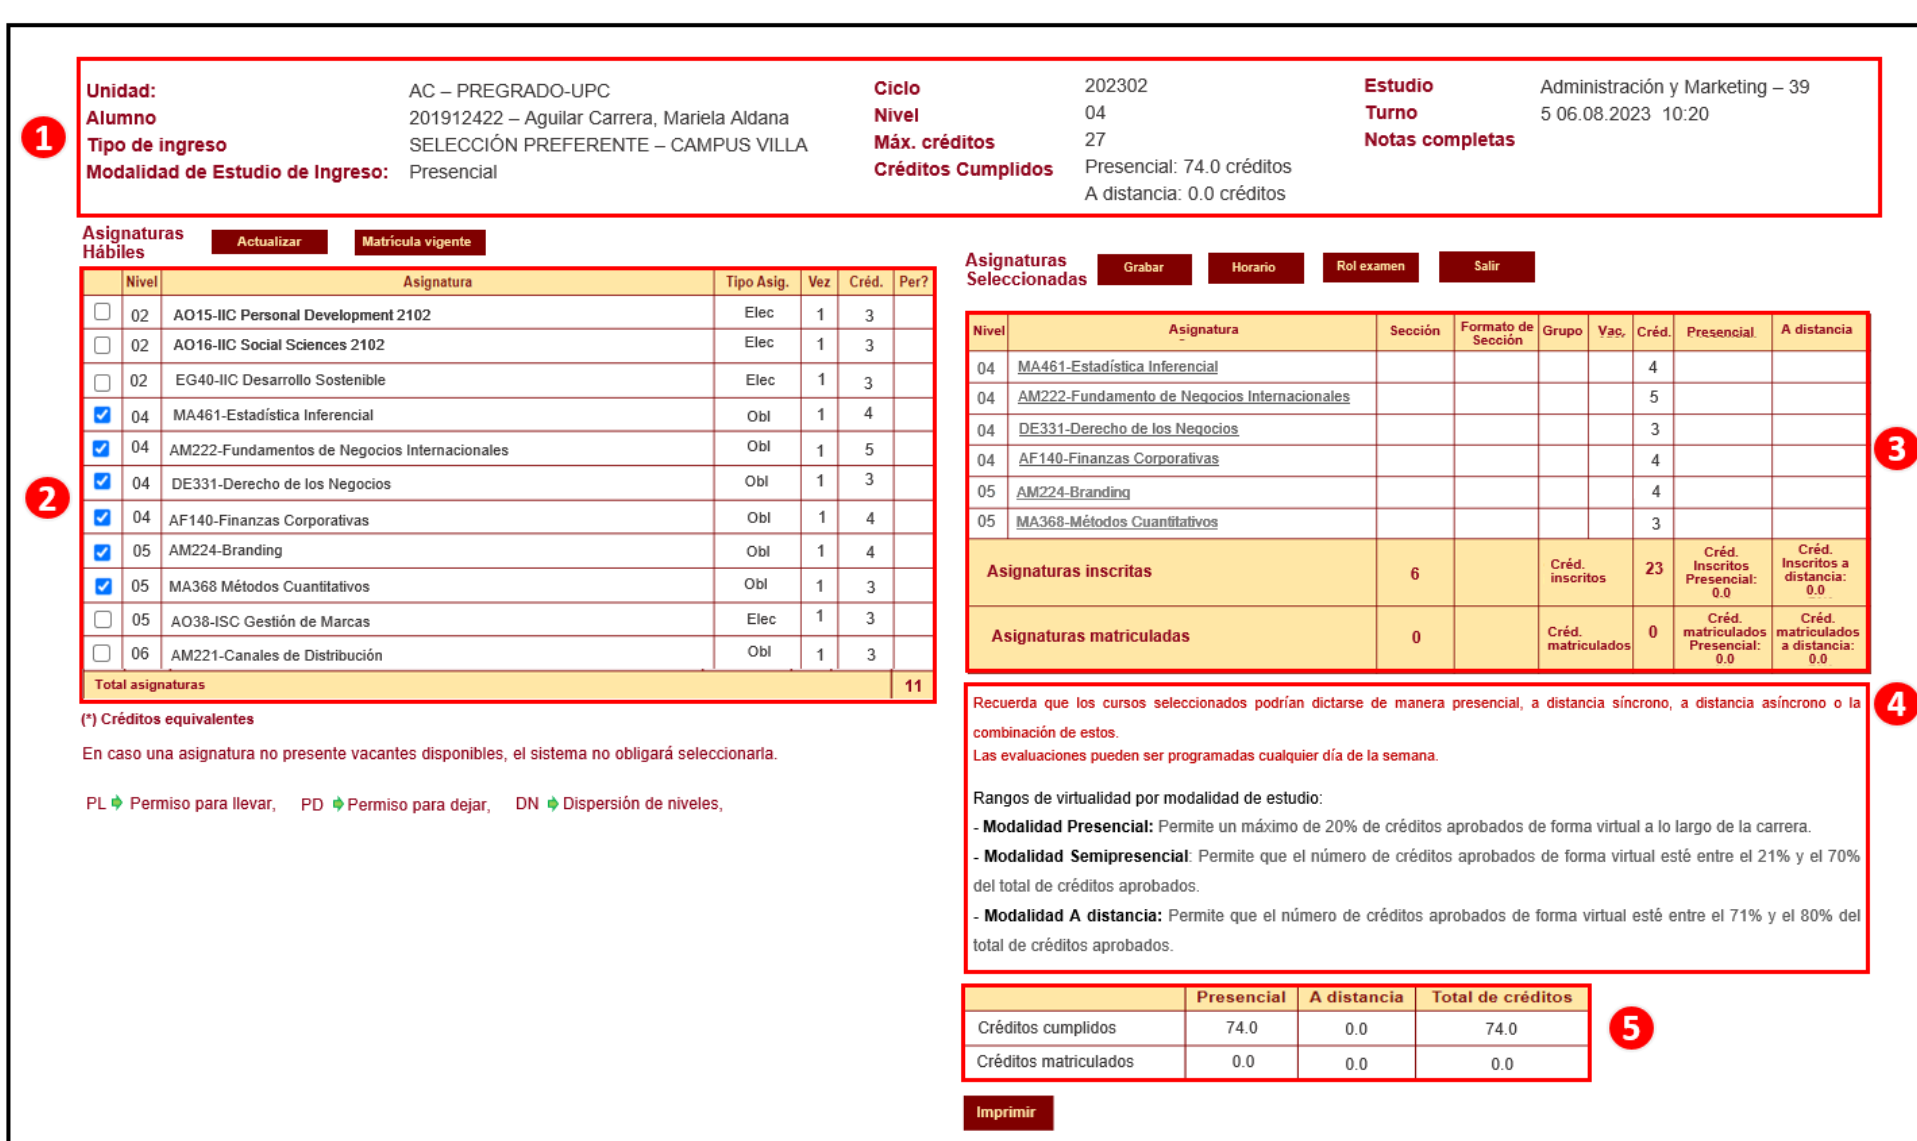 1
Unidad: AC – PREGRADO-UPC
Alumno 201912422 – Aguilar Carrera, Mariela Aldana
Tipo de ingreso SELECCIÓN PREFERENTE – CAMPUS VILLA
Modalidad de Estudio de Ingreso: Presencial
Ciclo 202302
Nivel 04
Máx. créditos 27
Créditos Cumplidos Presencial: 74.0 créditos
A distancia: 0.0 créditos
Estudio Administración y Marketing – 39
Turno 5 06.08.2023 10:20
Notas completas
Asignaturas Hábiles Actualizar Matrícula vigente
2
Nivel Asignatura Tipo Asig. Vez Créd. Per?
02 AO15-IIC Personal Development 2102 Elec 1 3
02 AO16-IIC Social Sciences 2102 Elec 1 3
02 EG40-IIC Desarrollo Sostenible Elec 1 3
04 MA461-Estadística Inferencial Obl 1 4
04 AM222-Fundamentos de Negocios Internacionales Obl 1 5
04 DE331-Derecho de los Negocios Obl 1 3
04 AF140-Finanzas Corporativas Obl 1 4
05 AM224-Branding Obl 1 4
05 MA368 Métodos Cuantitativos Obl 1 3
05 AO38-ISC Gestión de Marcas Elec 1 3
06 AM221-Canales de Distribución Obl 1 3
Total asignaturas 11
(*) Créditos equivalentes
En caso una asignatura no presente vacantes disponibles, el sistema no obligará seleccionarla.
PL Permiso para llevar, PD Permiso para dejar, DN Dispersión de niveles,
Asignaturas Seleccionadas Grabar Horario Rol examen Salir
3
Nivel Asignatura Sección Formato de Sección Grupo Vac. Créd. Presencial A distancia
04 MA461-Estadística Inferencial 4
04 AM222-Fundamento de Negocios Internacionales 5
04 DE331-Derecho de los Negocios 3
04 AF140-Finanzas Corporativas 4
05 AM224-Branding 4
05 MA368-Métodos Cuantitativos 3
Asignaturas inscritas 6 Créd. inscritos 23 Créd. Inscritos Presencial: 0.0 Créd. Inscritos a distancia: 0.0
Asignaturas matriculadas 0 Créd. matriculados 0 Créd. matriculados Presencial: 0.0 Créd. matriculados a distancia: 0.0
4
Recuerda que los cursos seleccionados podrían dictarse de manera presencial, a distancia síncrono, a distancia asíncrono o la
combinación de estos.
Las evaluaciones pueden ser programadas cualquier día de la semana.
Rangos de virtualidad por modalidad de estudio:
- Modalidad Presencial: Permite un máximo de 20% de créditos aprobados de forma virtual a lo largo de la carrera.
- Modalidad Semipresencial: Permite que el número de créditos aprobados de forma virtual esté entre el 21% y el 70%
del total de créditos aprobados.
- Modalidad A distancia: Permite que el número de créditos aprobados de forma virtual esté entre el 71% y el 80% del
total de créditos aprobados.
5
Presencial A distancia Total de créditos
Créditos cumplidos 74.0 0.0 74.0
Créditos matriculados 0.0 0.0 0.0
Imprimir